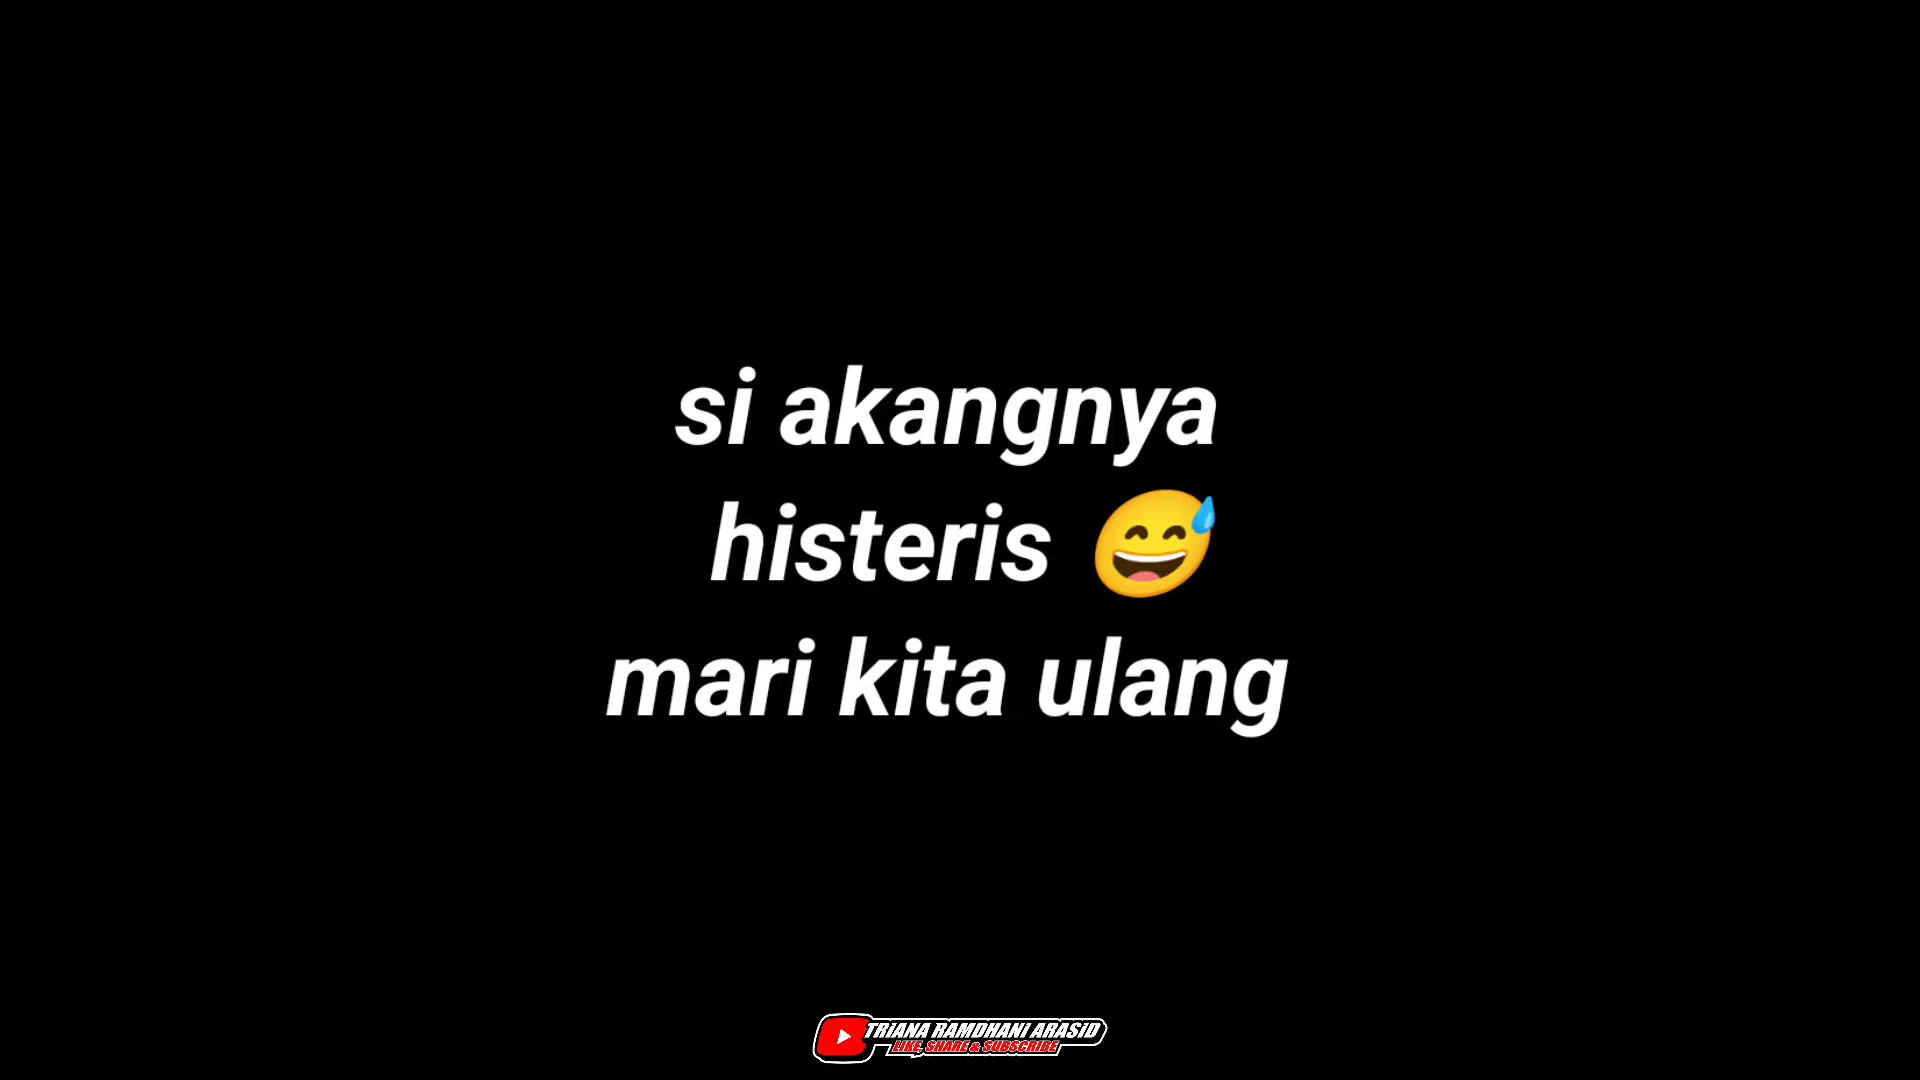 si akangnya
histeris 😅
mari kita ulang
TRiANA RAMDHANI ARASiD
LIKE, SHARE & SUBSCRIBE